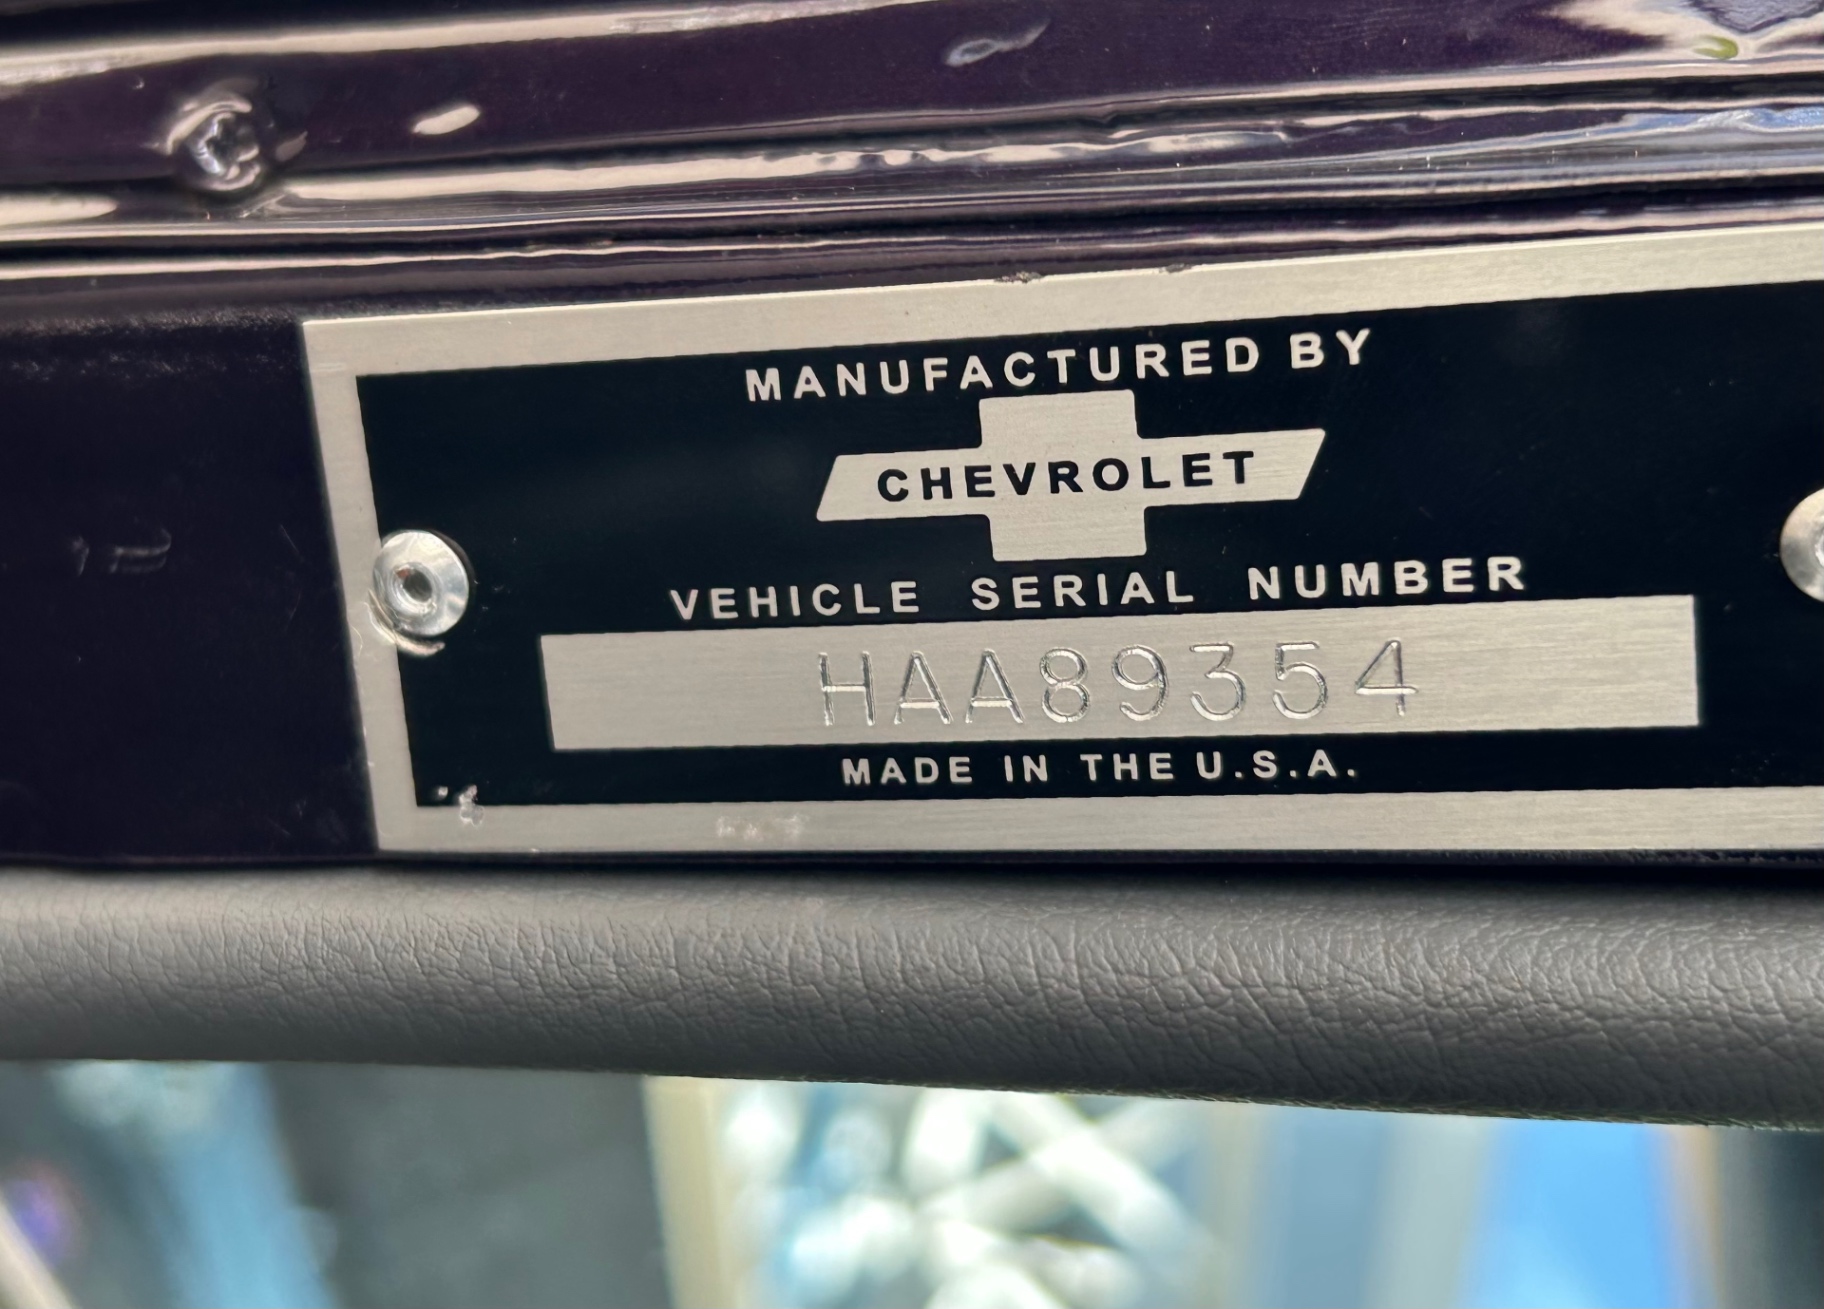 MANUFACTURED BY
CHEVROLET
VEHICLE SERIAL NUMBER
HAA89354
MADE IN THE U.S.A.